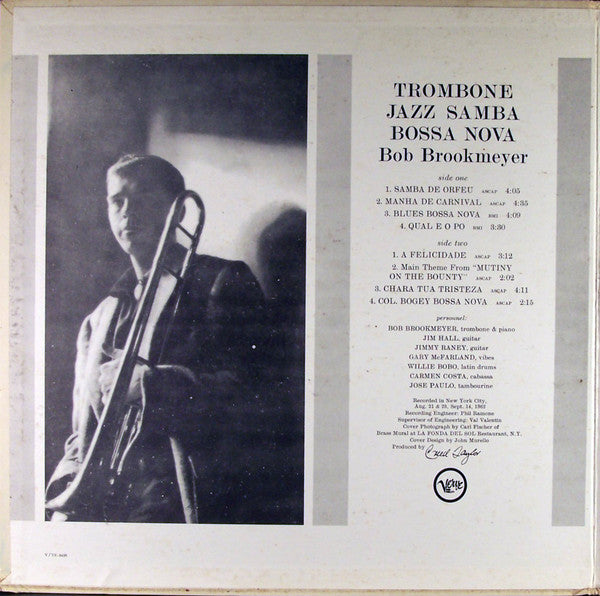 TROMBONE
JAZZ SAMBA
BOSSA NOVA
Bob Brookmeyer
side one
1. SAMBA DE ORFEU ASCAP 4:05
2. MANHA DE CARNIVAL ASCAP 4:35
3. BLUES BOSSA NOVA BMI 4:09
4. QUAL E O PO BMI 3:30
side two
1. A FELICIDADE ASCAP 3:12
2. Main Theme From "MUTINY
ON THE BOUNTY" ASCAP 2:02
3. CHARA TUA TRISTEZA ASCAP 4:11
4. COL. BOGEY BOSSA NOVA ASCAP 2:15
personnel:
BOB BROOKMEYER, trombone & piano
JIM HALL, guitar
JIMMY RANEY, guitar
GARY McFARLAND, vibes
WILLIE BOBO, latin drums
CARMEN COSTA, cabassa
JOSE PAULO, tambourine
Recorded in New York City,
Aug. 21 & 23, Sept. 14, 1962
Recording Engineer: Phil Ramone
Supervisor of Engineering: Val Valentin
Cover Photograph by Carl Fischer of
Brass Mural at LA FONDA DEL SOL Restaurant, N.Y.
Cover Design by John Murello
Produced by Creed Taylor
Verve